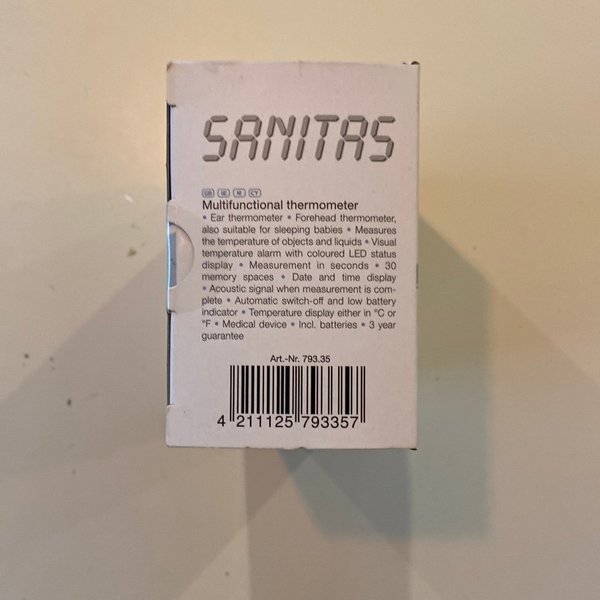 SANITAS
GB IE NI CY
Multifunctional thermometer
• Ear thermometer • Forehead thermometer,
also suitable for sleeping babies • Measures
the temperature of objects and liquids • Visual
temperature alarm with coloured LED status
display • Measurement in seconds • 30
memory spaces • Date and time display
• Acoustic signal when measurement is com-
plete • Automatic switch-off and low battery
indicator • Temperature display either in °C or
°F • Medical device • Incl. batteries • 3 year
guarantee
Art.-Nr. 793.35
4 211125 793357